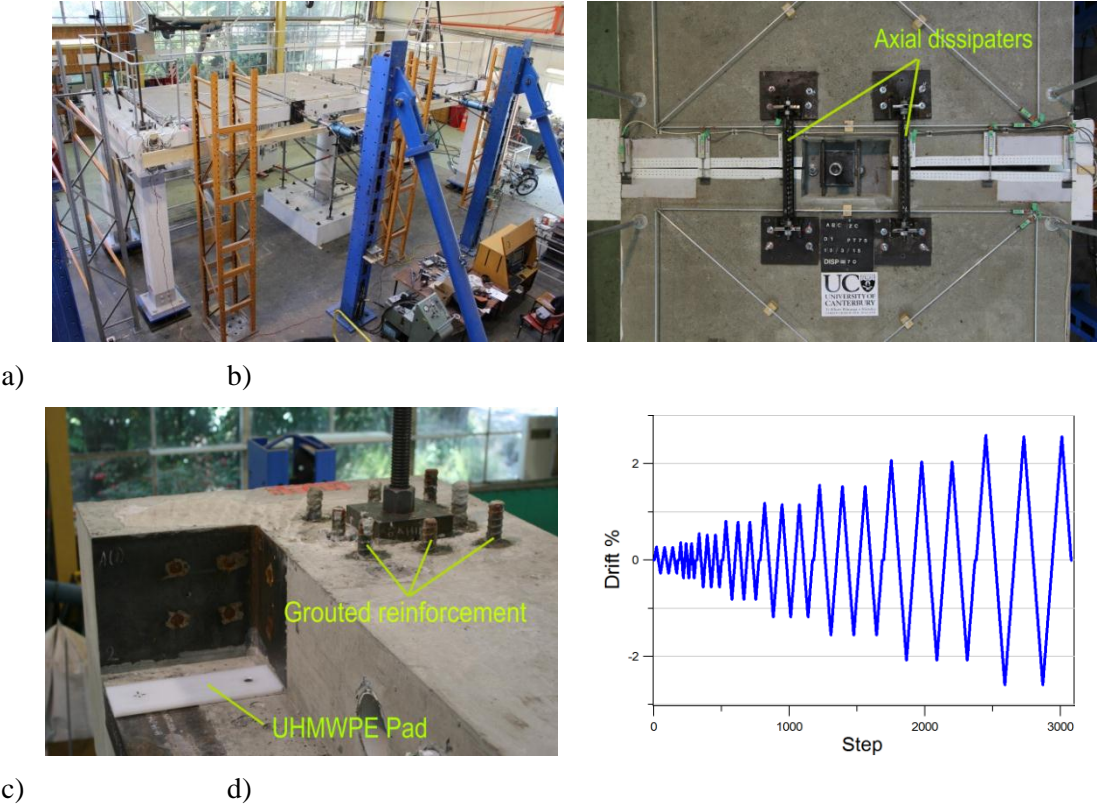 Axial dissipaters
UC
UNIVERSITY OF
CANTERBURY
a)
b)
Grouted reinforcement
UHMWPE Pad
Drift %
2
0
-2
0
1000
2000
3000
Step
c)
d)